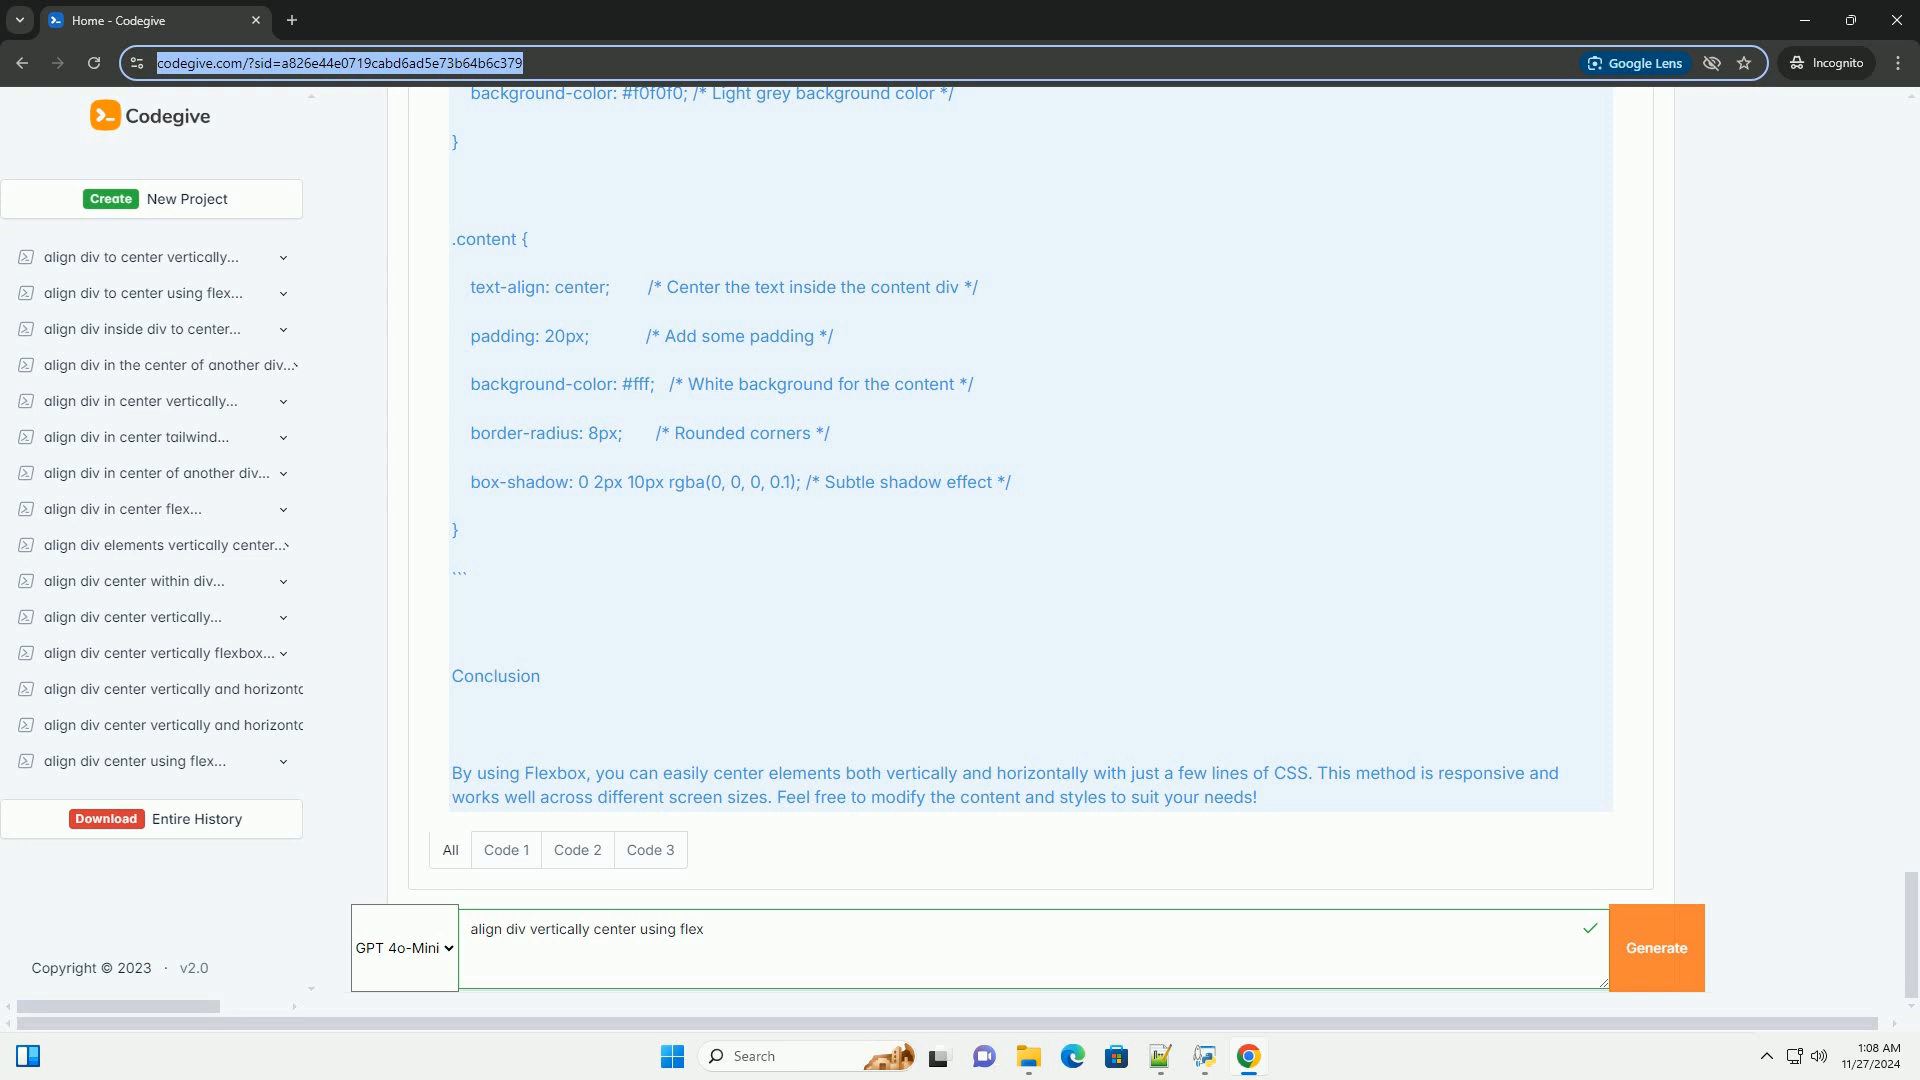 Home - Codegive
codegive.com/?sid=a826e44e0719cabd6ad5e73b64b6c379
Google Lens
Incognito
Codegive
Create New Project
align div to center vertically...
align div to center using flex...
align div inside div to center...
align div in the center of another div...
align div in center vertically...
align div in center tailwind...
align div in center of another div...
align div in center flex...
align div elements vertically center...
align div center within div...
align div center vertically...
align div center vertically flexbox...
align div center vertically and horizonta
align div center vertically and horizonta
align div center using flex...
Download Entire History
Copyright © 2023 · v2.0
background-color: #f0f0f0; /* Light grey background color */
}
.content {
text-align: center; /* Center the text inside the content div */
padding: 20px; /* Add some padding */
background-color: #fff; /* White background for the content */
border-radius: 8px; /* Rounded corners */
box-shadow: 0 2px 10px rgba(0, 0, 0, 0.1); /* Subtle shadow effect */
}
```
Conclusion
By using Flexbox, you can easily center elements both vertically and horizontally with just a few lines of CSS. This method is responsive and
works well across different screen sizes. Feel free to modify the content and styles to suit your needs!
All Code 1 Code 2 Code 3
GPT 4o-Mini
align div vertically center using flex
Generate
Search
1:08 AM
11/27/2024